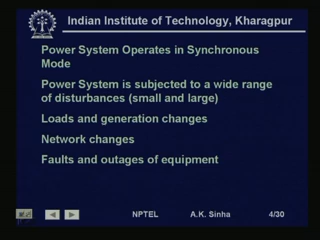 Indian Institute of Technology, Kharagpur
Power System Operates in Synchronous
Mode
Power System is subjected to a wide range
of disturbances (small and large)
Loads and generation changes
Network changes
Faults and outages of equipment
NPTEL A.K. Sinha 4/30